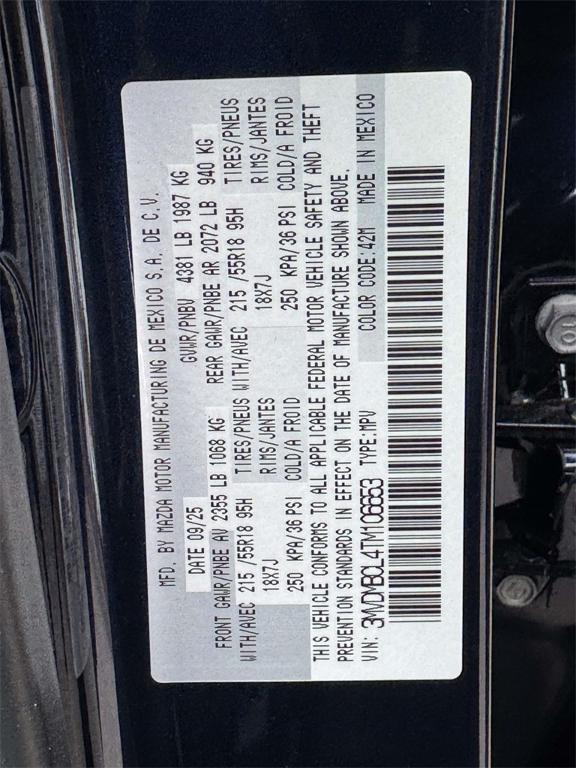 MFD. BY MAZDA MOTOR MANUFACTURING DE MEXICO S.A. DE C.V.
DATE 09/25 GVWR/PNBV 4381 LB 1987 KG
FRONT GAWR/PNBE AV 2355 LB 1068 KG REAR GAWR/PNBE AR 2072 LB 940 KG
WITH/AVEC 215 /55R18 95H TIRES/PNEUS WITH/AVEC 215 /55R18 95H TIRES/PNEUS
18X7J RIMS/JANTES 18X7J RIMS/JANTES
250 KPA/36 PSI COLD/A FROID 250 KPA/36 PSI COLD/A FROID
THIS VEHICLE CONFORMS TO ALL APPLICABLE FEDERAL MOTOR VEHICLE SAFETY AND THEFT
PREVENTION STANDARDS IN EFFECT ON THE DATE OF MANUFACTURE SHOWN ABOVE.
VIN: 3MVDMBCL4TM106653 TYPE:MPV COLOR CODE:42M MADE IN MEXICO
10